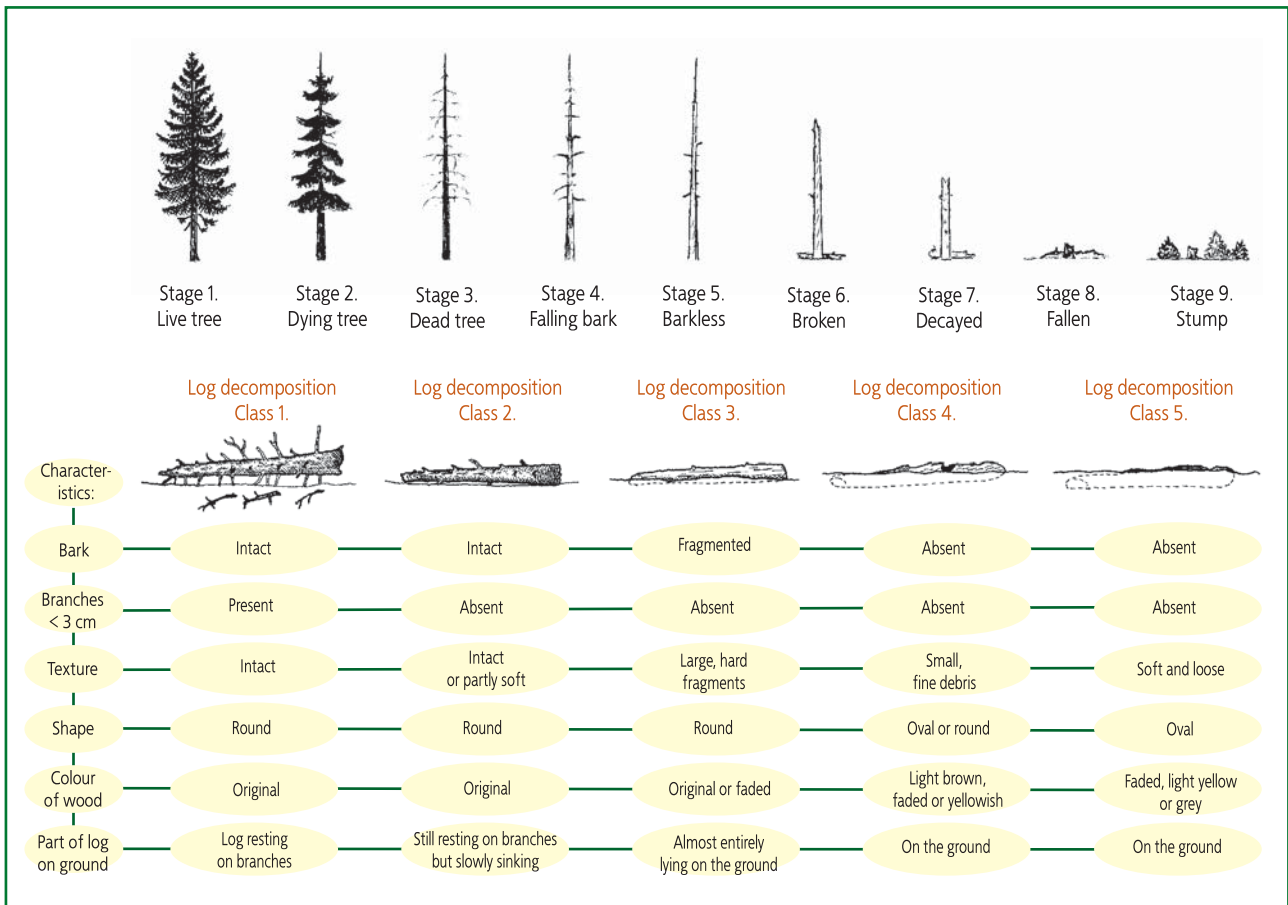 Stage 1.
Live tree
Stage 2.
Dying tree
Stage 3.
Dead tree
Stage 4.
Falling bark
Stage 5.
Barkless
Stage 6.
Broken
Stage 7.
Decayed
Stage 8.
Fallen
Stage 9.
Stump
Log decomposition
Class 1.
Log decomposition
Class 2.
Log decomposition
Class 3.
Log decomposition
Class 4.
Log decomposition
Class 5.
Character-
istics:
Bark
Intact
Intact
Fragmented
Absent
Absent
Branches
< 3 cm
Present
Absent
Absent
Absent
Absent
Texture
Intact
Intact
or partly soft
Large, hard
fragments
Small,
fine debris
Soft and loose
Shape
Round
Round
Round
Oval or round
Oval
Colour
of wood
Original
Original
Original or faded
Light brown,
faded or yellowish
Faded, light yellow
or grey
Part of log
on ground
Log resting
on branches
Still resting on branches
but slowly sinking
Almost entirely
lying on the ground
On the ground
On the ground